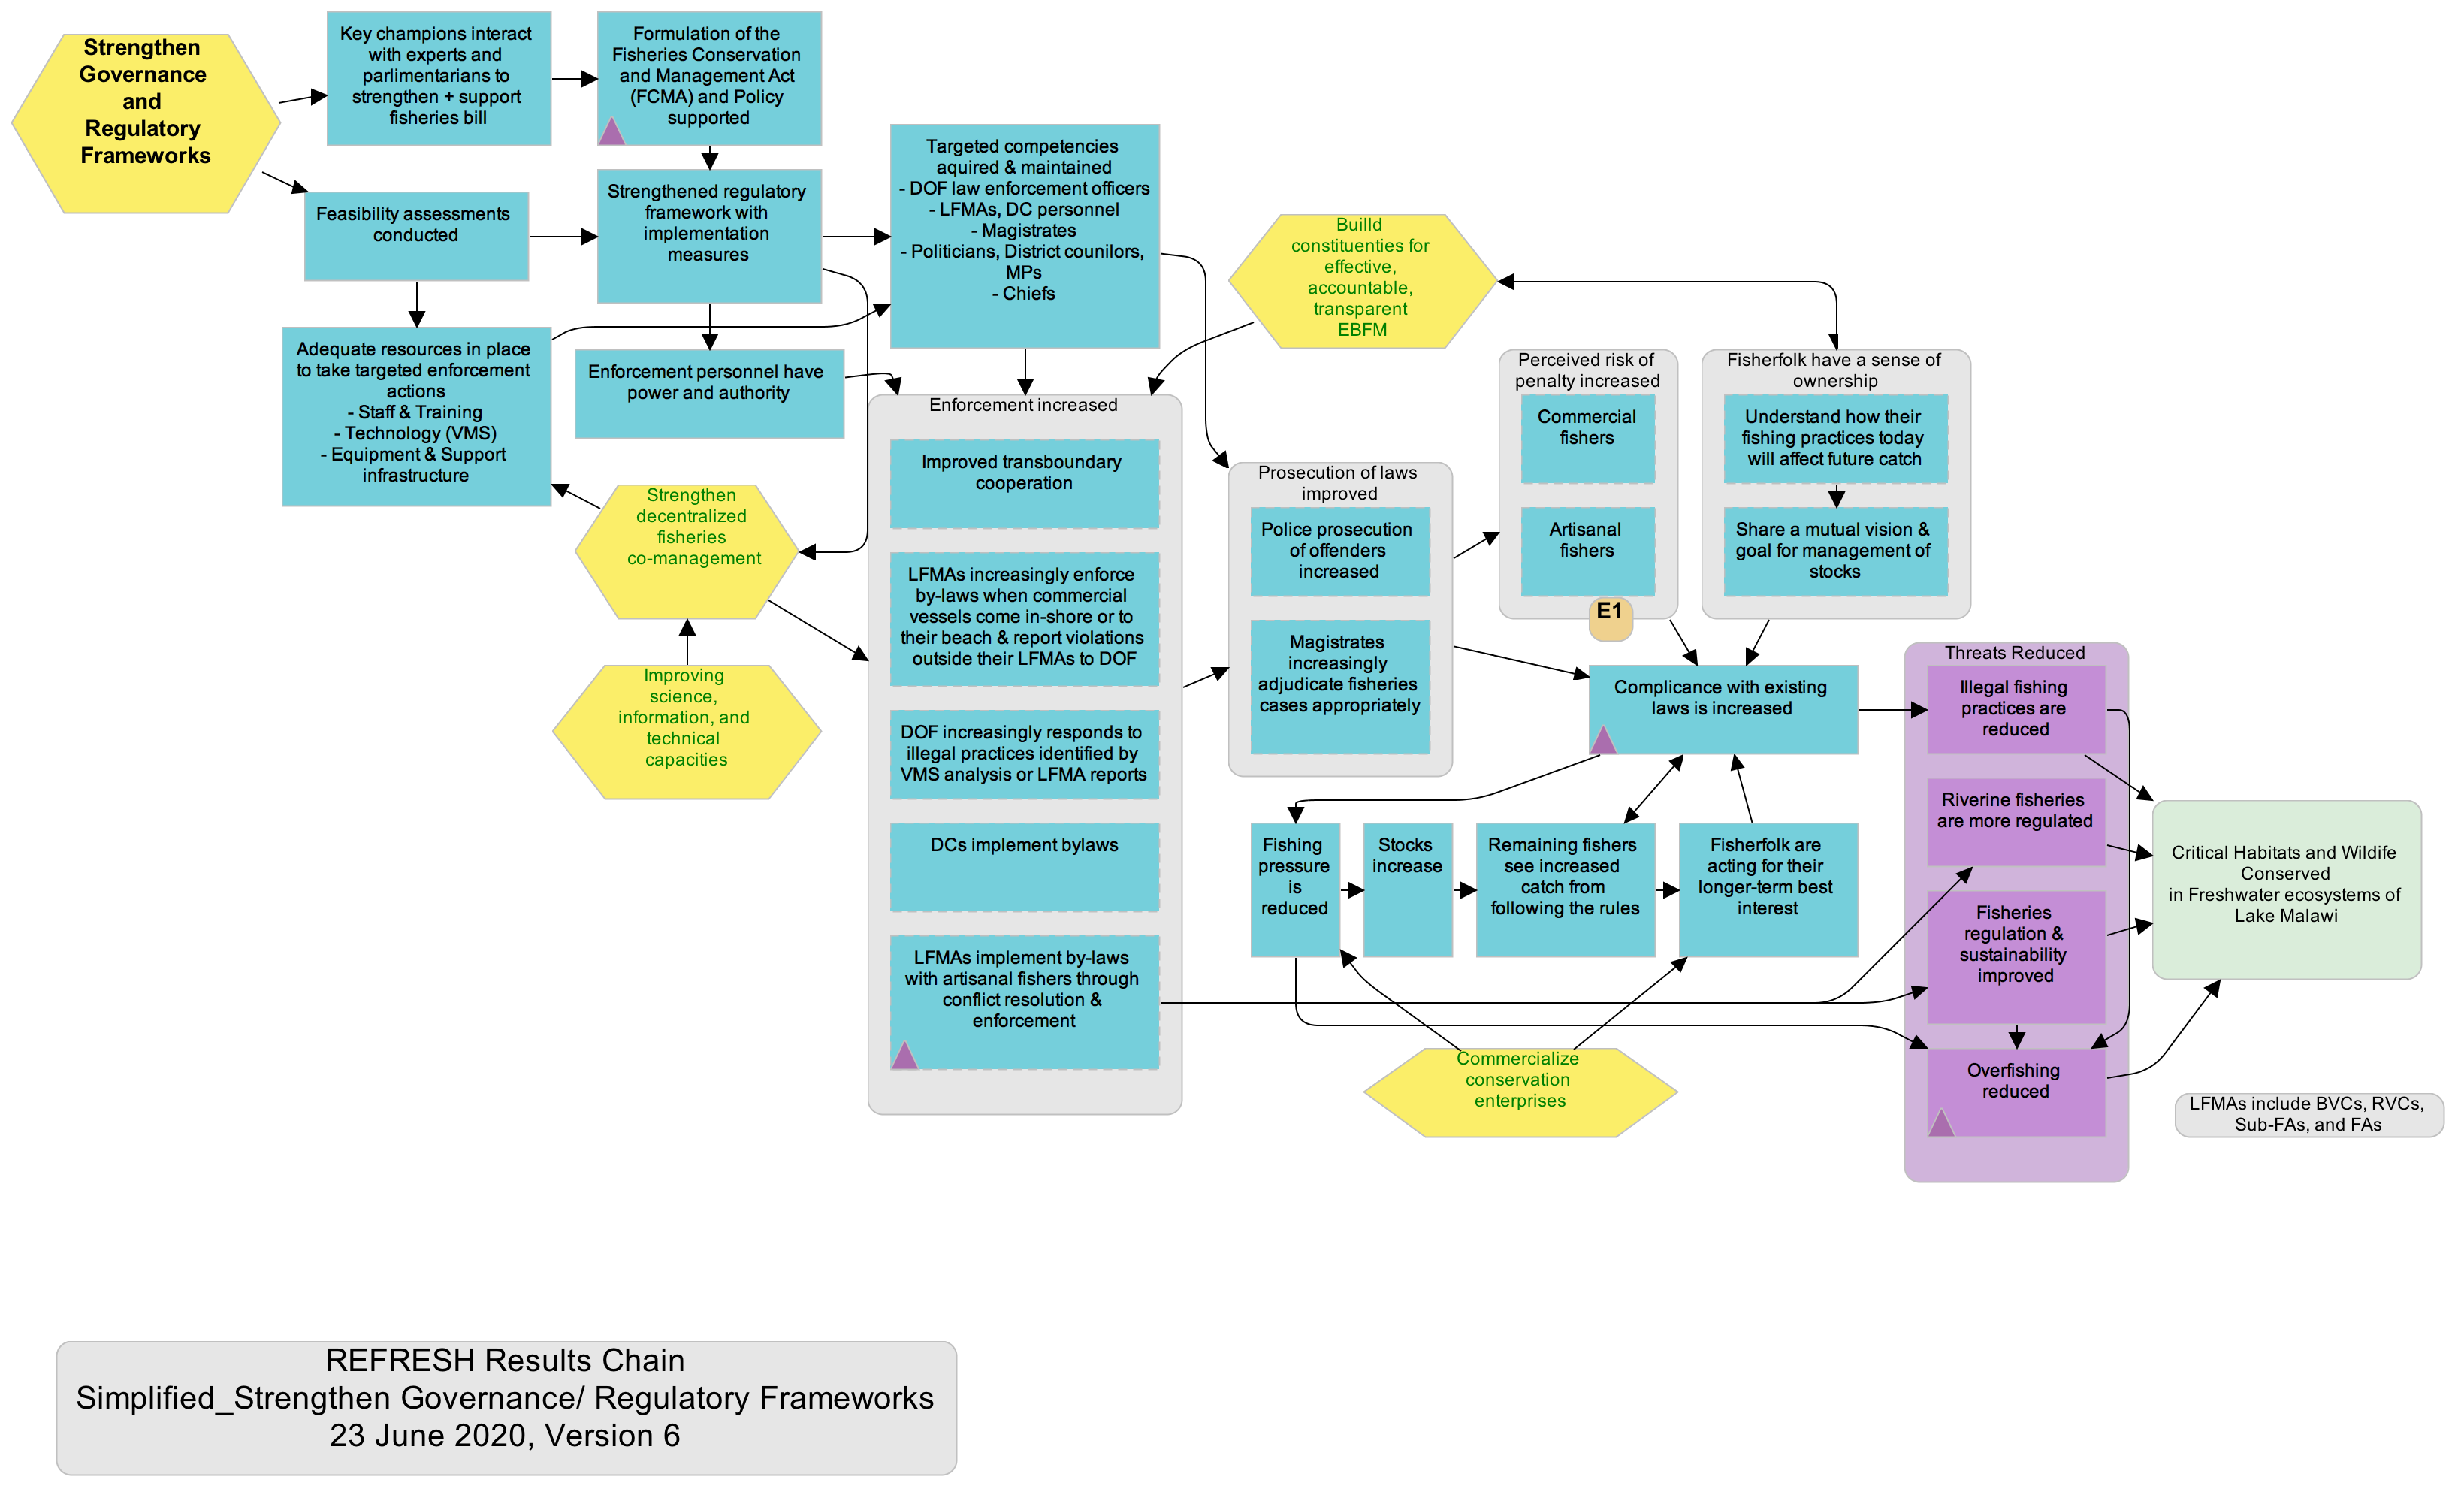 Strengthen
Governance
and
Regulatory
Frameworks
Key champions interact
with experts and
parlimentarians to
strengthen + support
fisheries bill
Formulation of the
Fisheries Conservation
and Management Act
(FCMA) and Policy
supported
Feasibility assessments
conducted
Strengthened regulatory
framework with
implementation
measures
Targeted competencies
aquired & maintained
- DOF law enforcement officers
- LFMAs, DC personnel
- Magistrates
- Politicians, District counilors,
MPs
- Chiefs
Builld
constituenties for
effective,
accountable,
transparent
EBFM
Adequate resources in place
to take targeted enforcement
actions
- Staff & Training
- Technology (VMS)
- Equipment & Support
infrastructure
Enforcement personnel have
power and authority
Strengthen
decentralized
fisheries
co-management
Improving
science,
information, and
technical
capacities
Enforcement increased
Improved transboundary
cooperation
LFMAs increasingly enforce
by-laws when commercial
vessels come in-shore or to
their beach & report violations
outside their LFMAs to DOF
DOF increasingly responds to
illegal practices identified by
VMS analysis or LFMA reports
DCs implement bylaws
LFMAs implement by-laws
with artisanal fishers through
conflict resolution &
enforcement
Prosecution of laws
improved
Police prosecution
of offenders
increased
Magistrates
increasingly
adjudicate fisheries
cases appropriately
Perceived risk of
penalty increased
Commercial
fishers
Artisanal
fishers
E1
Fisherfolk have a sense of
ownership
Understand how their
fishing practices today
will affect future catch
Share a mutual vision &
goal for management of
stocks
Complicance with existing
laws is increased
Fishing
pressure
is
reduced
Stocks
increase
Remaining fishers
see increased
catch from
following the rules
Fisherfolk are
acting for their
longer-term best
interest
Commercialize
conservation
enterprises
Threats Reduced
Illegal fishing
practices are
reduced
Riverine fisheries
are more regulated
Fisheries
regulation &
sustainability
improved
Overfishing
reduced
Critical Habitats and Wildife
Conserved
in Freshwater ecosystems of
Lake Malawi
LFMAs include BVCs, RVCs,
Sub-FAs, and FAs
REFRESH Results Chain
Simplified_Strengthen Governance/ Regulatory Frameworks
23 June 2020, Version 6